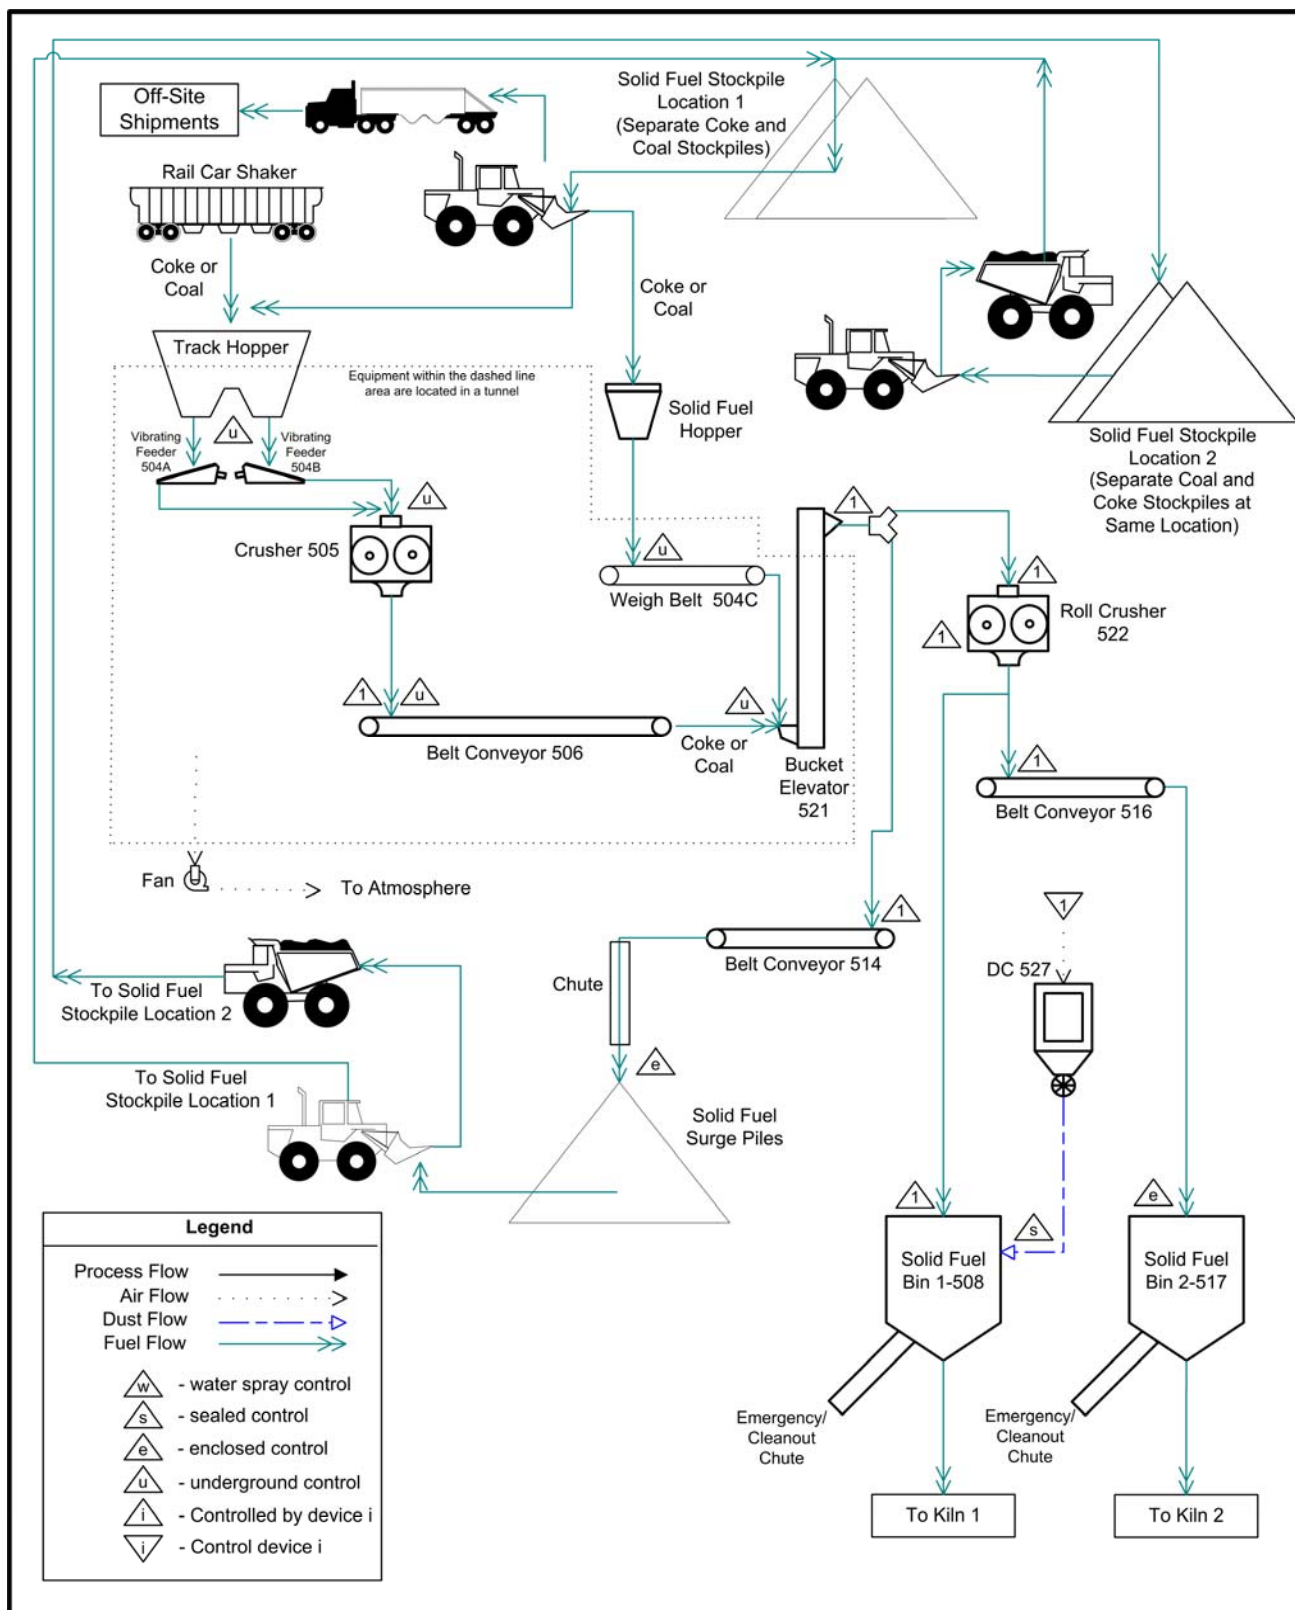 Off-Site
Shipments
Solid Fuel Stockpile
Location 1
(Separate Coke and
Coal Stockpiles)
Rail Car Shaker
Coke or
Coal
Coke or
Coal
Track Hopper
Equipment within the dashed line
area are located in a tunnel
Solid Fuel
Hopper
Solid Fuel Stockpile
Location 2
(Separate Coal and
Coke Stockpiles at
Same Location)
u
Vibrating
Feeder
504A
Vibrating
Feeder
504B
u
Crusher 505
u
Weigh Belt 504C
1
1
1
Roll Crusher
522
1
u
u
Belt Conveyor 506
Coke or
Coal
Bucket
Elevator
521
1
Belt Conveyor 516
Fan
To Atmosphere
1
1
Belt Conveyor 514
DC 527
Chute
To Solid Fuel
Stockpile Location 2
e
To Solid Fuel
Stockpile Location 1
Solid Fuel
Surge Piles
1
e
s
Solid Fuel
Bin 1-508
Solid Fuel
Bin 2-517
Emergency/
Cleanout
Chute
Emergency/
Cleanout
Chute
To Kiln 1
To Kiln 2
Legend
Process Flow
Air Flow
Dust Flow
Fuel Flow
w - water spray control
s - sealed control
e - enclosed control
u - underground control
i - Controlled by device i
i - Control device i